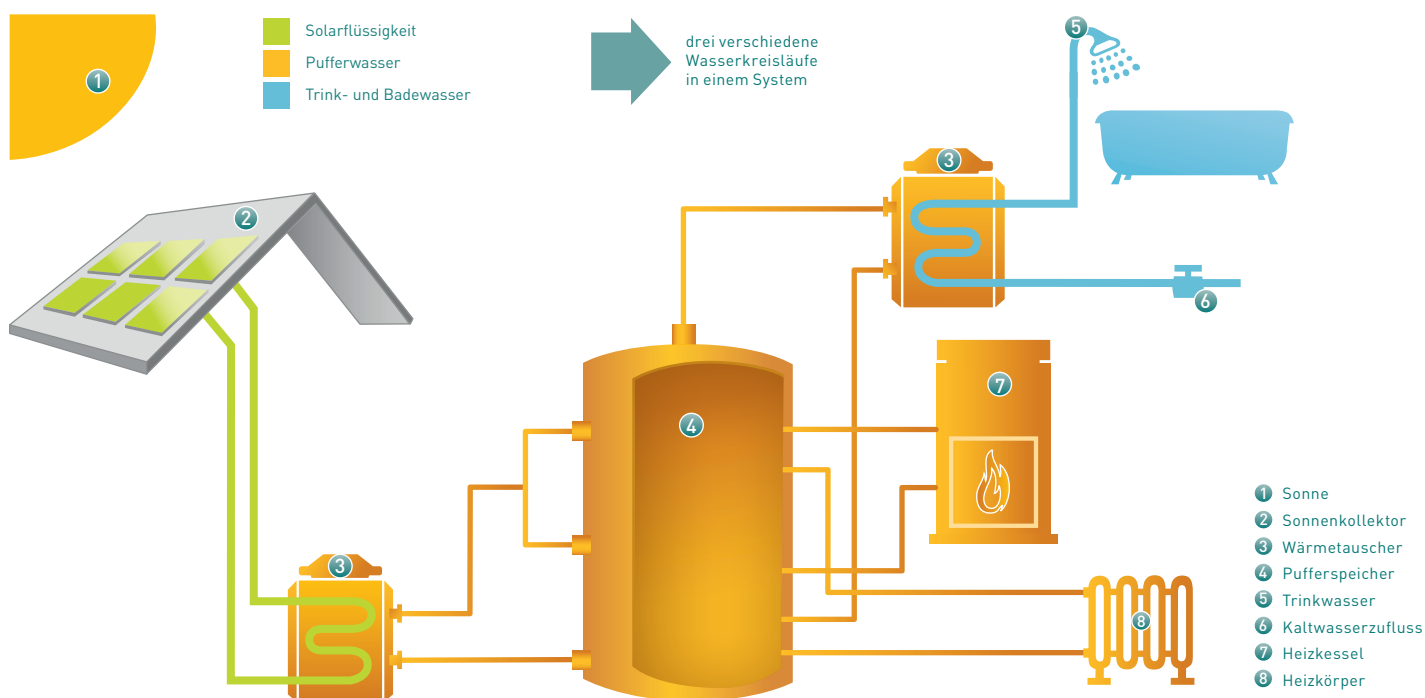 1
Solarflüssigkeit
Pufferwasser
Trink- und Badewasser
drei verschiedene
Wasserkreisläufe
in einem System
5
3
2
6
7
4
3
8
1 Sonne
2 Sonnenkollektor
3 Wärmetauscher
4 Pufferspeicher
5 Trinkwasser
6 Kaltwasserzufluss
7 Heizkessel
8 Heizkörper